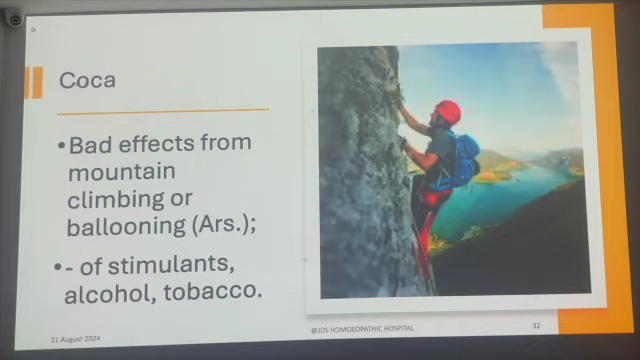 Coca
•Bad effects from
mountain
climbing or
ballooning (Ars.);
•- of stimulants,
alcohol, tobacco.
31 August 2024
@JDS HOMOEOPATHIC HOSPITAL
32